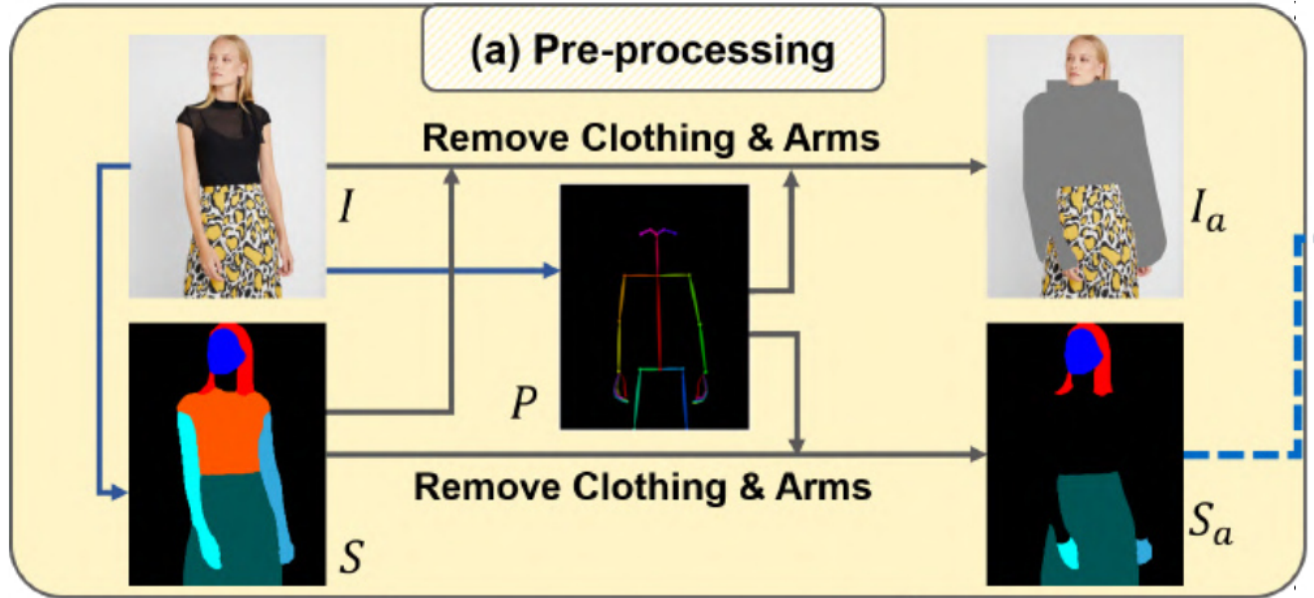 (a) Pre-processing
Remove Clothing & Arms
I
I_a
P
Remove Clothing & Arms
S
S_a